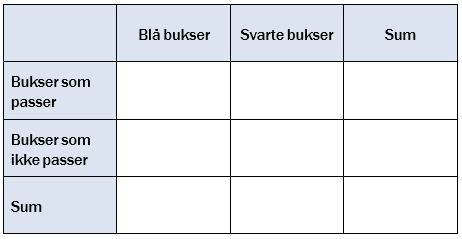 Blå bukser Svarte bukser Sum
Bukser som
passer
Bukser som
ikke passer
Sum